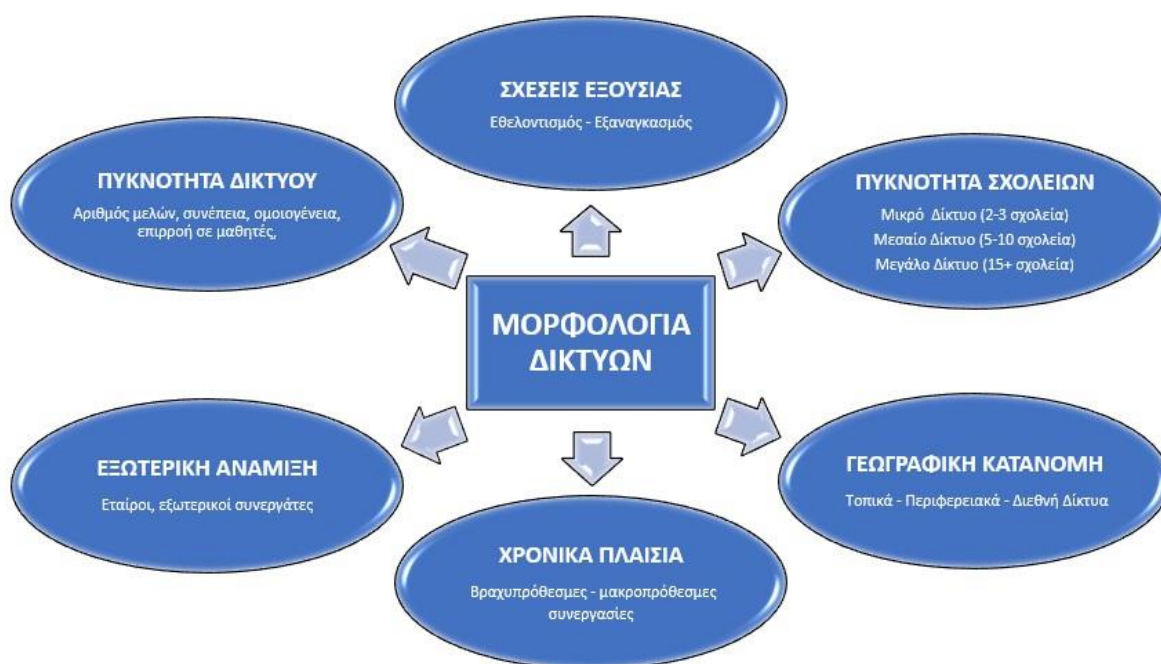 ΣΧΕΣΕΙΣ ΕΞΟΥΣΙΑΣ
Εθελοντισμός - Εξαναγκασμός
ΠΥΚΝΟΤΗΤΑ ΔΙΚΤΥΟΥ
Αριθμός μελών, συνέπεια, ομοιογένεια,
επιρροή σε μαθητές,
ΠΥΚΝΟΤΗΤΑ ΣΧΟΛΕΙΩΝ
Μικρό Δίκτυο (2-3 σχολεία)
Μεσαίο Δίκτυο (5-10 σχολεία)
Μεγάλο Δίκτυο (15+ σχολεία)
ΜΟΡΦΟΛΟΓΙΑ
ΔΙΚΤΥΩΝ
ΕΞΩΤΕΡΙΚΗ ΑΝΑΜΙΞΗ
Εταίροι, εξωτερικοί συνεργάτες
ΓΕΩΓΡΑΦΙΚΗ ΚΑΤΑΝΟΜΗ
Τοπικά - Περιφερειακά - Διεθνή Δίκτυα
ΧΡΟΝΙΚΑ ΠΛΑΙΣΙΑ
Βραχυπρόθεσμες - μακροπρόθεσμες
συνεργασίες